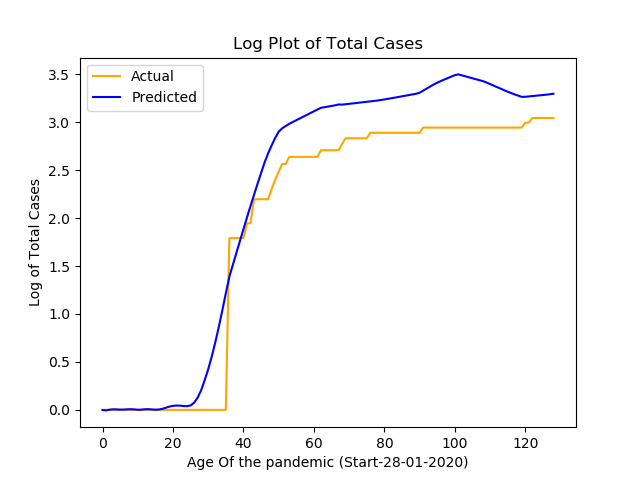 Log Plot of Total Cases
Actual
Predicted
3.5
3.0
2.5
2.0
1.5
1.0
0.5
0.0
Log of Total Cases
0 20 40 60 80 100 120
Age Of the pandemic (Start-28-01-2020)